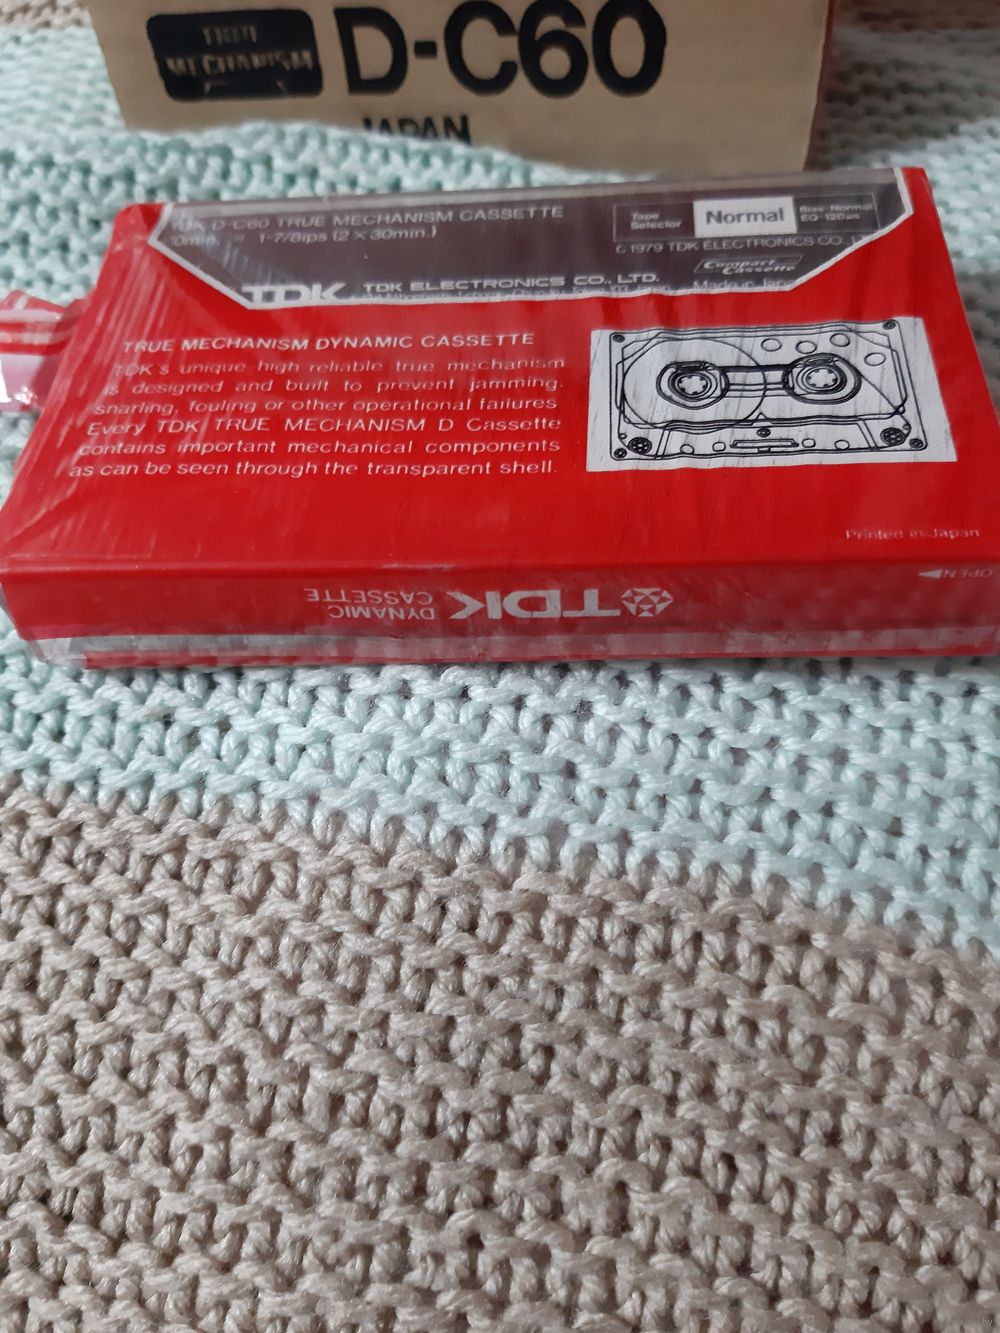 TRUE
MECHANISM
D-C60
JAPAN
TDK D-C60 TRUE MECHANISM CASSETTE
1-7/8ips (2 × 30min.)
Tape
Selector
Normal
Bias-Normal
EQ-120µs
© 1979 TDK ELECTRONICS CO.,
Compact
Cassette
TDK TDK ELECTRONICS CO., LTD.
Made in
TRUE MECHANISM DYNAMIC CASSETTE
TDK's unique high reliable true mechanism
is designed and built to prevent jamming,
snarling, fouling or other operational failures
Every TDK TRUE MECHANISM D Cassette
contains important mechanical components
as can be seen through the transparent shell.
Printed in Japan
OPEN
TDK DYNAMIC
CASSETTE